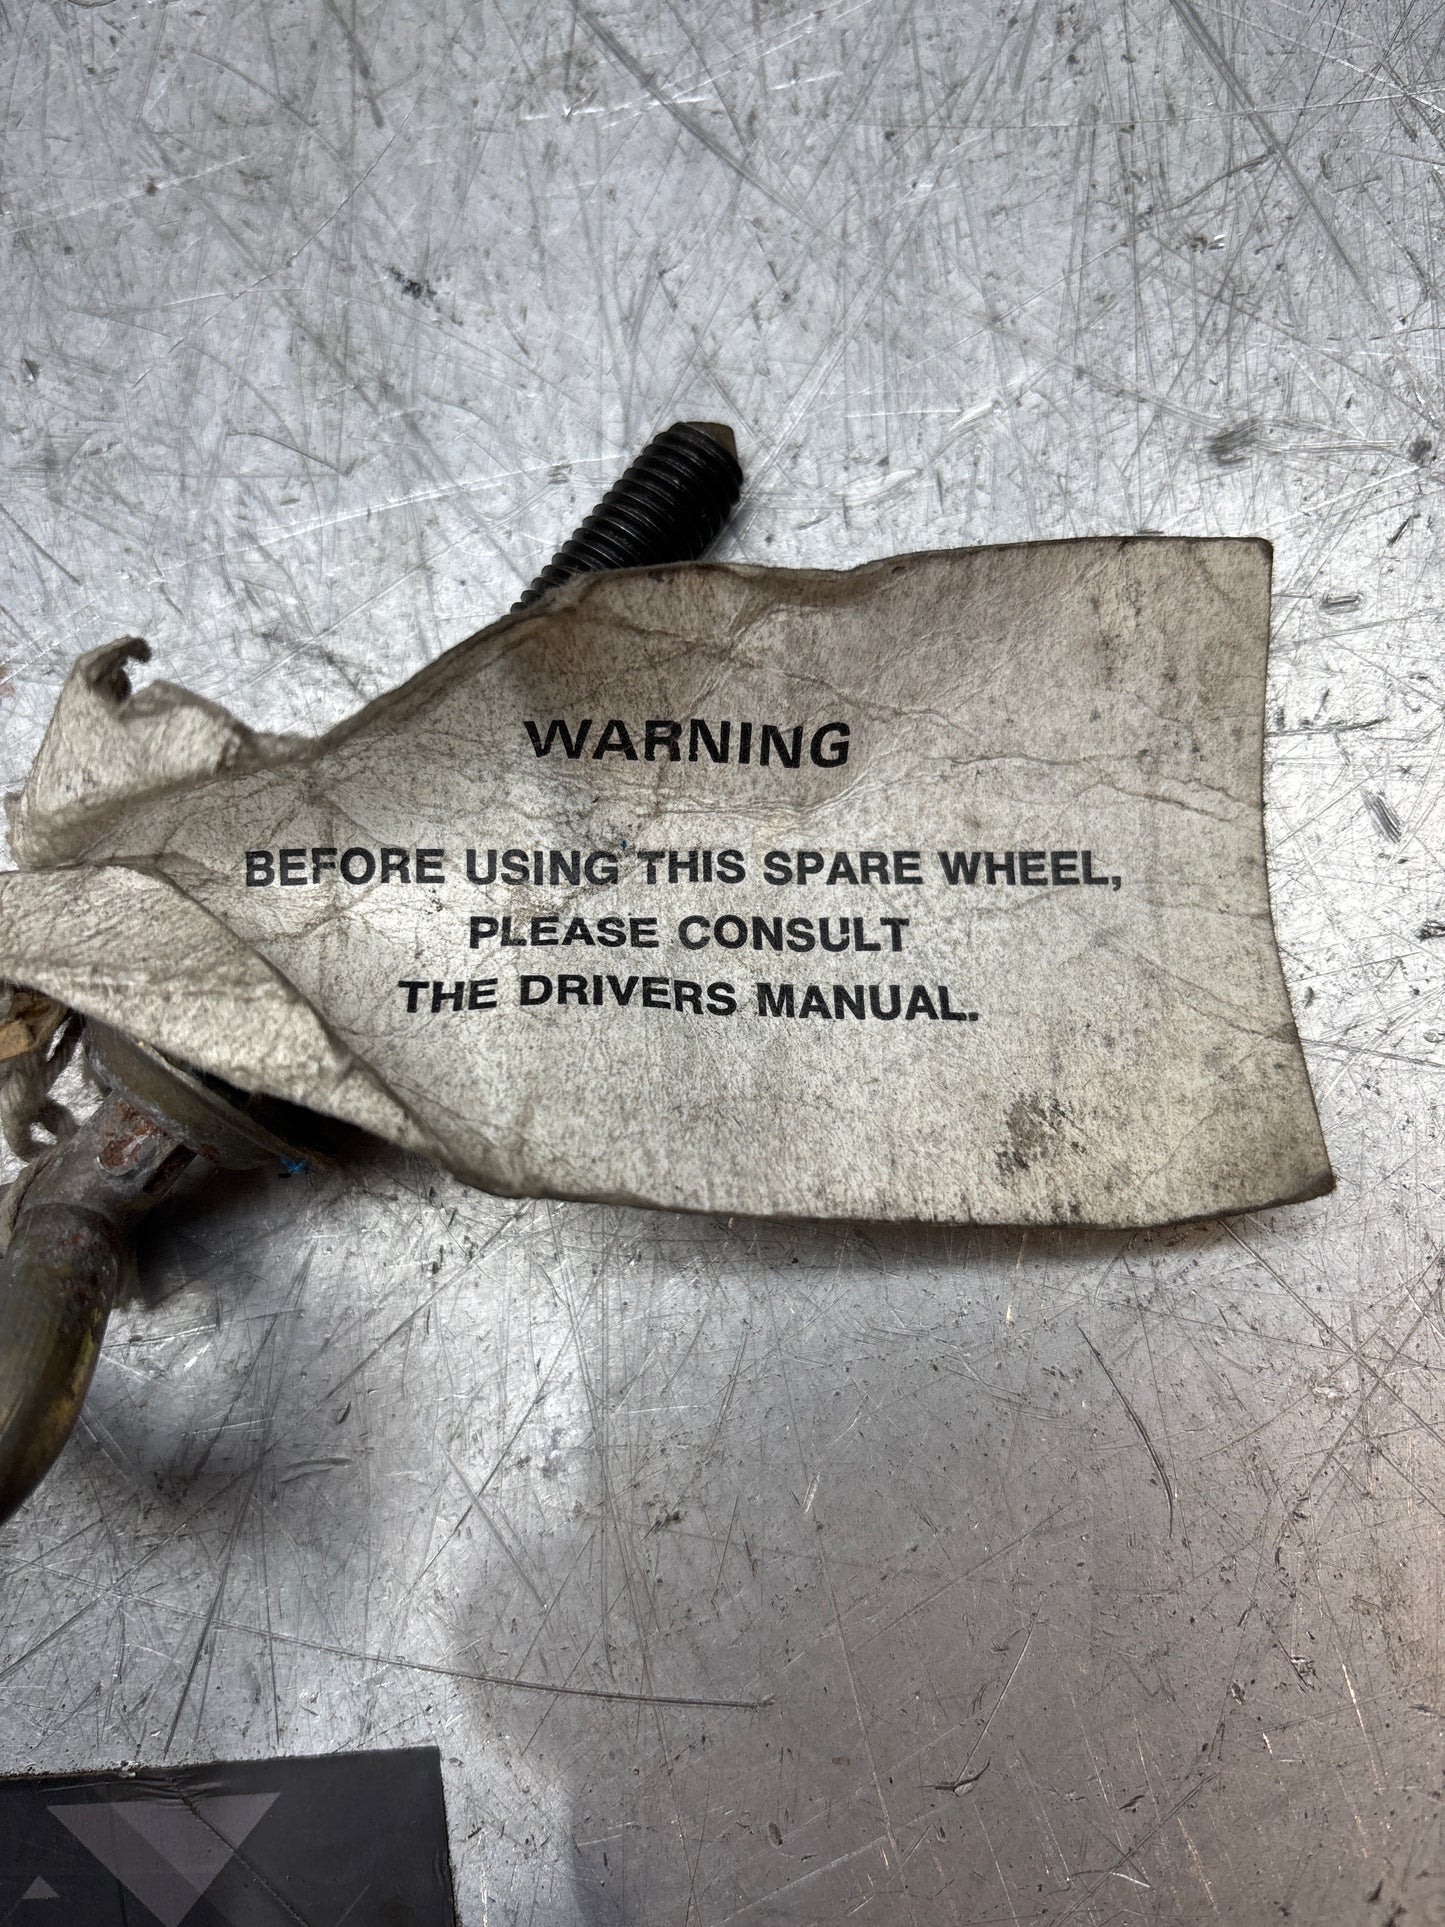 WARNING
BEFORE USING THIS SPARE WHEEL,
PLEASE CONSULT
THE DRIVERS MANUAL.